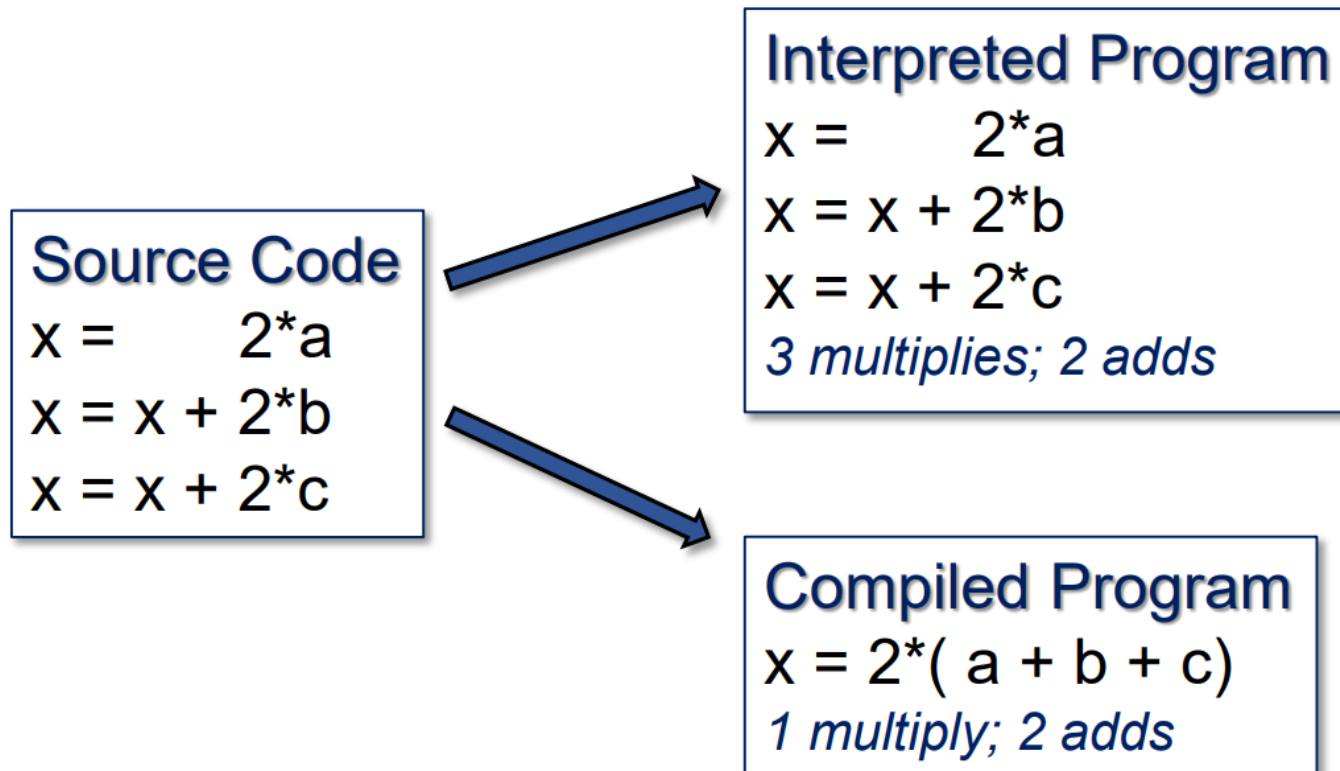 Source Code
x =     2*a
x = x + 2*b
x = x + 2*c
Interpreted Program
x =     2*a
x = x + 2*b
x = x + 2*c
3 multiplies; 2 adds
Compiled Program
x = 2*( a + b + c)
1 multiply; 2 adds